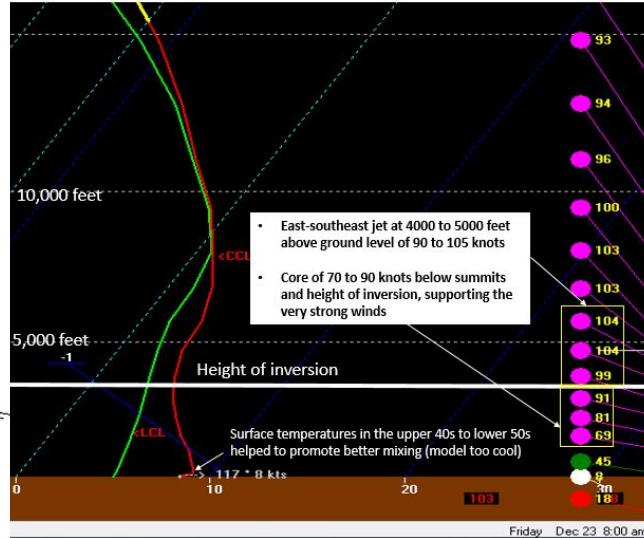 93
94
96
10,000 feet
100
• East-southeast jet at 4000 to 5000 feet
above ground level of 90 to 105 knots
• Core of 70 to 90 knots below summits
and height of inversion, supporting the
very strong winds
<CCL
103
103
104
5,000 feet
104
-1
Height of inversion
99
91
81
<LCL
Surface temperatures in the upper 40s to lower 50s
helped to promote better mixing (model too cool)
69
45
117 * 8 kts
8
0
10
20
30
103
18
8
Friday Dec 23 8:00 am